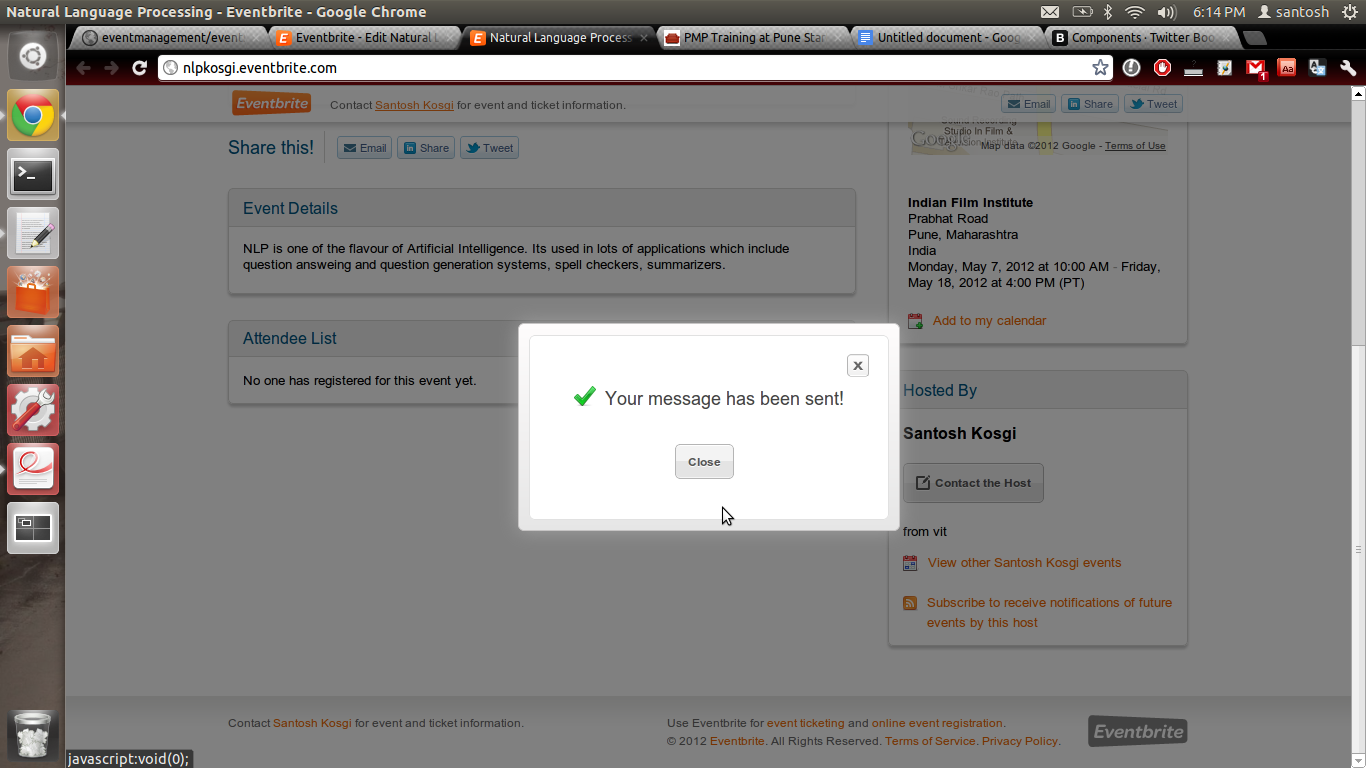 Natural Language Processing - Eventbrite - Google Chrome
6:14 PM
santosh
eventmanagement/event
Eventbrite - Edit Natural L
Natural Language Process
PMP Training at Pune Star
Untitled document - Goog
Components · Twitter Boo
nlpkosgi.eventbrite.com
Eventbrite
Contact Santosh Kosgi for event and ticket information.
Email
Share
Tweet
Share this!
Email
Share
Tweet
Studio In Film &
Google
Map data ©2012 Google - Terms of Use
Event Details
NLP is one of the flavour of Artificial Intelligence. Its used in lots of applications which include
question answeing and question generation systems, spell checkers, summarizers.
Indian Film Institute
Prabhat Road
Pune, Maharashtra
India
Monday, May 7, 2012 at 10:00 AM - Friday,
May 18, 2012 at 4:00 PM (PT)
Add to my calendar
Attendee List
No one has registered for this event yet.
x
Your message has been sent!
Close
Hosted By
Santosh Kosgi
Contact the Host
from vit
View other Santosh Kosgi events
Subscribe to receive notifications of future
events by this host
Contact Santosh Kosgi for event and ticket information.
Use Eventbrite for event ticketing and online event registration.
© 2012 Eventbrite. All Rights Reserved. Terms of Service. Privacy Policy.
Eventbrite
javascript:void(0);